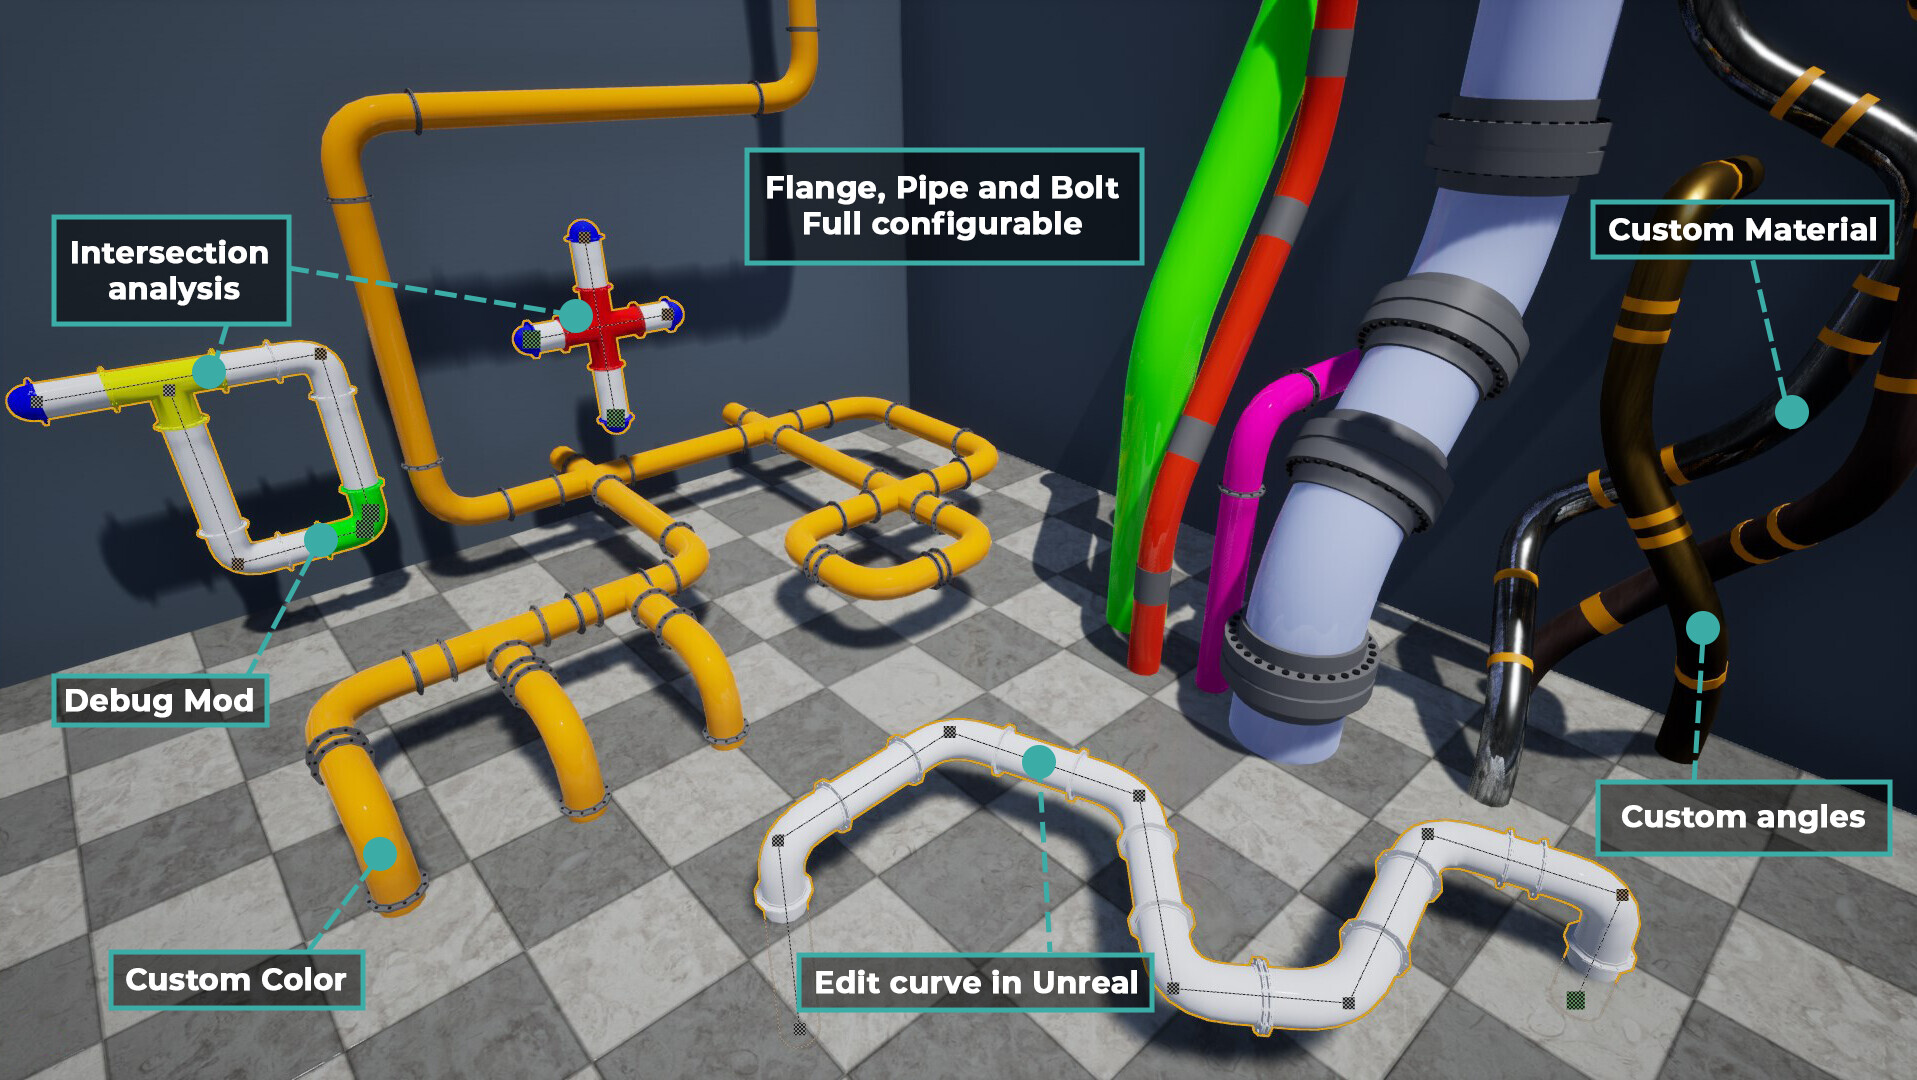 Flange, Pipe and Bolt
Full configurable
Intersection
analysis
Custom Material
Debug Mod
Custom angles
Custom Color
Edit curve in Unreal